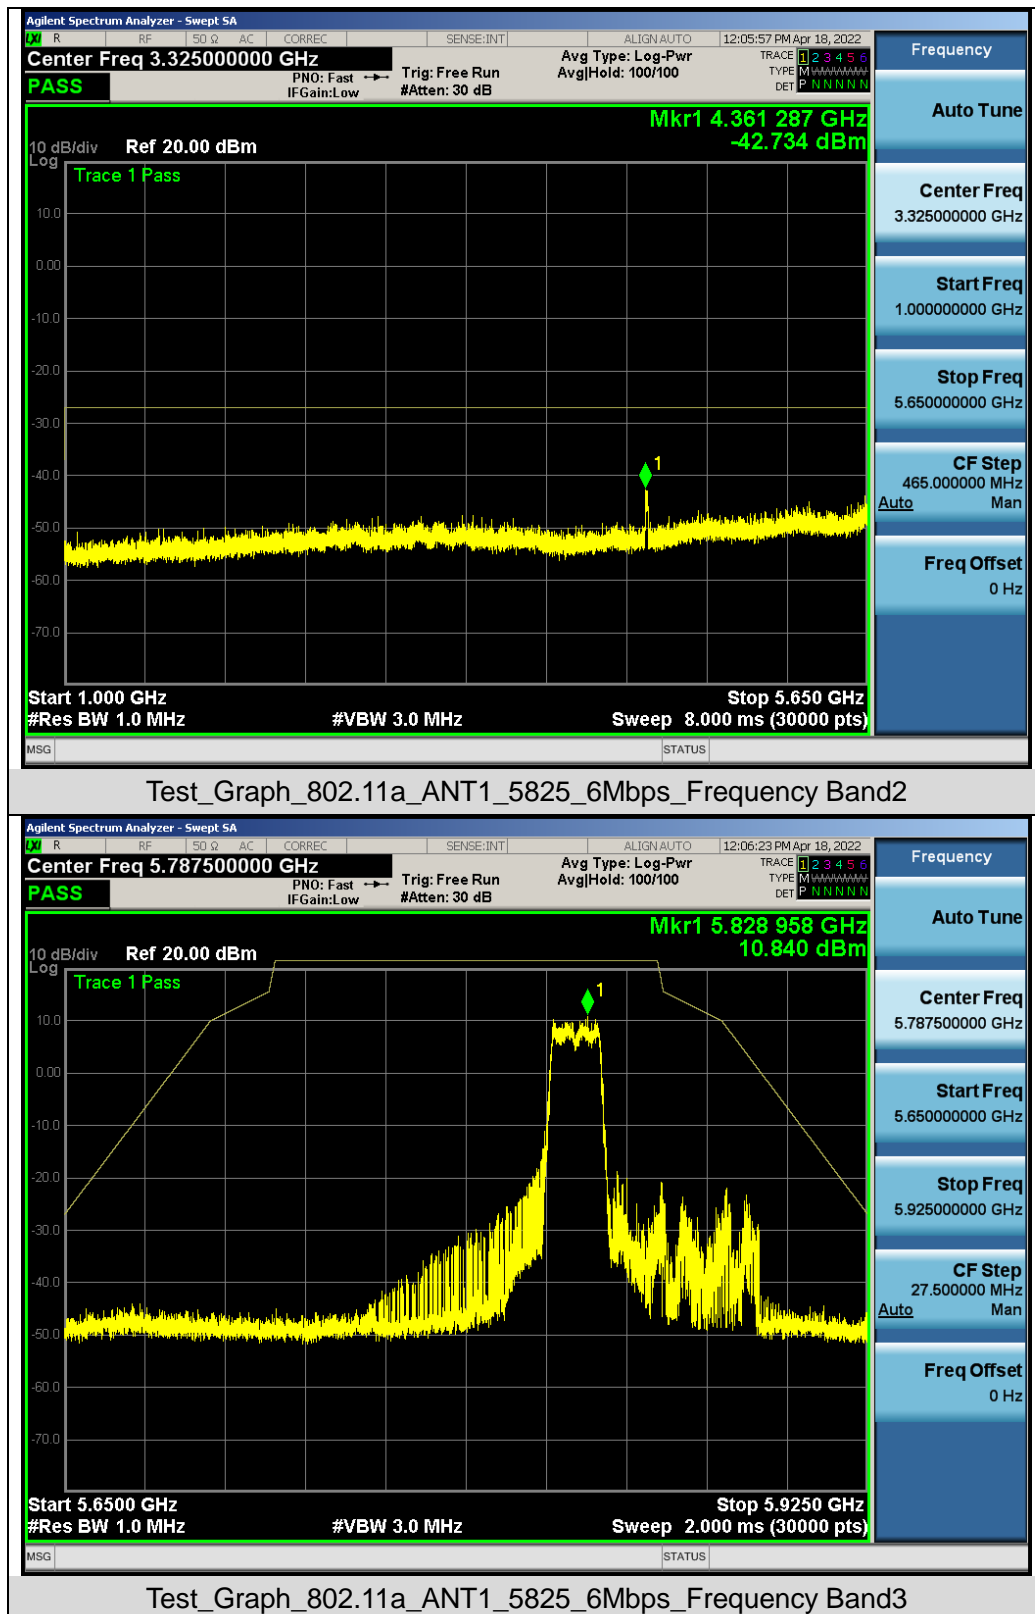 Agilent Spectrum Analyzer - Swept SA
LXI R RF 50 Ω AC CORREC SENSE:INT ALIGN AUTO 12:05:57 PM Apr 18, 2022
Center Freq 3.325000000 GHz
PNO: Fast
IFGain:Low
Trig: Free Run
#Atten: 30 dB
Avg Type: Log-Pwr
Avg|Hold: 100/100
TRACE 1 2 3 4 5 6
TYPE M
DET P N N N N N
PASS
Mkr1 4.361 287 GHz
-42.734 dBm
10 dB/div Ref 20.00 dBm
Log
Trace 1 Pass
10.0
0.00
-10.0
-20.0
-30.0
-40.0
-50.0
-60.0
-70.0
1
Start 1.000 GHz Stop 5.650 GHz
#Res BW 1.0 MHz #VBW 3.0 MHz Sweep 8.000 ms (30000 pts)
MSG STATUS
Frequency
Auto Tune
Center Freq
3.325000000 GHz
Start Freq
1.000000000 GHz
Stop Freq
5.650000000 GHz
CF Step
465.000000 MHz
Auto Man
Freq Offset
0 Hz
Test_Graph_802.11a_ANT1_5825_6Mbps_Frequency Band2
Agilent Spectrum Analyzer - Swept SA
LXI R RF 50 Ω AC CORREC SENSE:INT ALIGN AUTO 12:06:23 PM Apr 18, 2022
Center Freq 5.787500000 GHz
PNO: Fast
IFGain:Low
Trig: Free Run
#Atten: 30 dB
Avg Type: Log-Pwr
Avg|Hold: 100/100
TRACE 1 2 3 4 5 6
TYPE M
DET P N N N N N
PASS
Mkr1 5.828 958 GHz
10.840 dBm
10 dB/div Ref 20.00 dBm
Log
Trace 1 Pass
10.0
0.00
-10.0
-20.0
-30.0
-40.0
-50.0
-60.0
-70.0
1
Start 5.6500 GHz Stop 5.9250 GHz
#Res BW 1.0 MHz #VBW 3.0 MHz Sweep 2.000 ms (30000 pts)
MSG STATUS
Frequency
Auto Tune
Center Freq
5.787500000 GHz
Start Freq
5.650000000 GHz
Stop Freq
5.925000000 GHz
CF Step
27.500000 MHz
Auto Man
Freq Offset
0 Hz
Test_Graph_802.11a_ANT1_5825_6Mbps_Frequency Band3